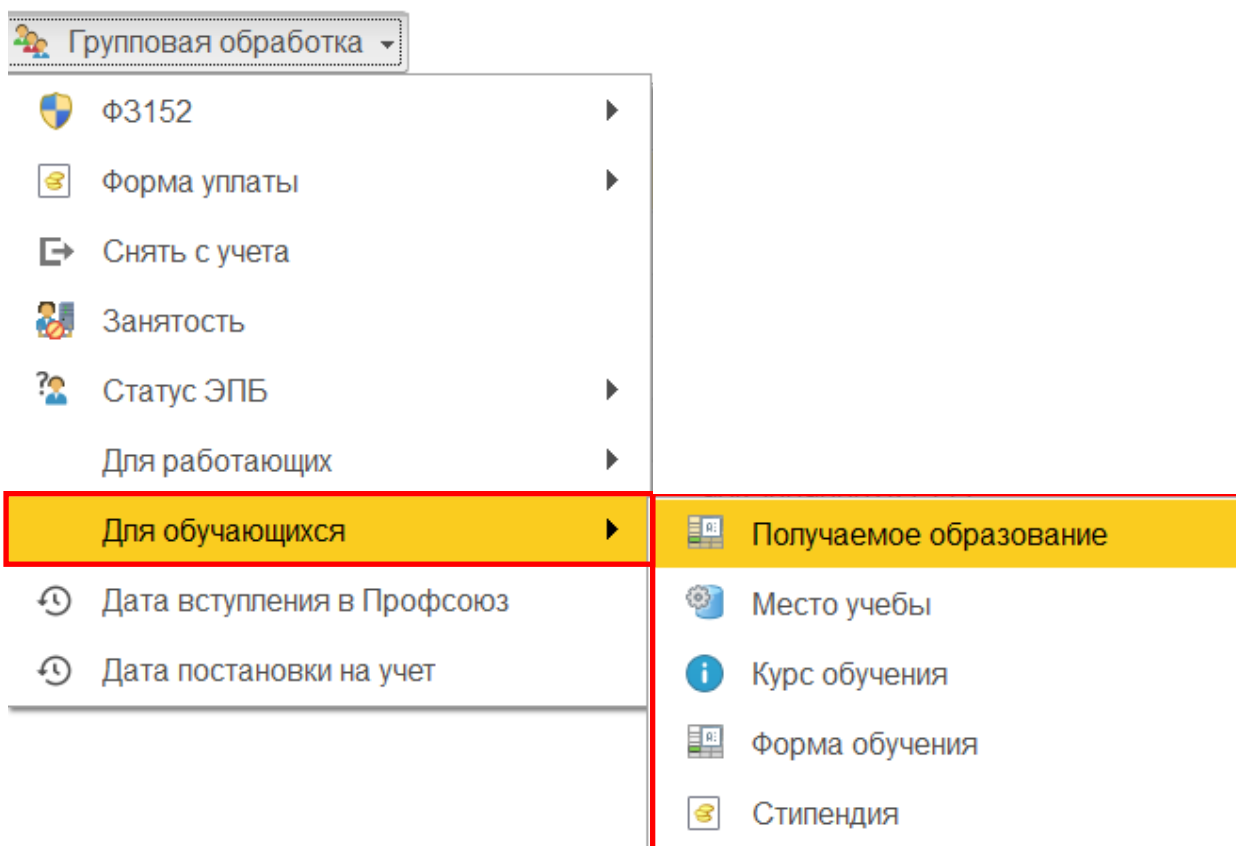 Групповая обработка
ФЗ152
Форма уплаты
Снять с учета
Занятость
Статус ЭПБ
Для работающих
Для обучающихся
Дата вступления в Профсоюз
Дата постановки на учет
Получаемое образование
Место учебы
Курс обучения
Форма обучения
Стипендия